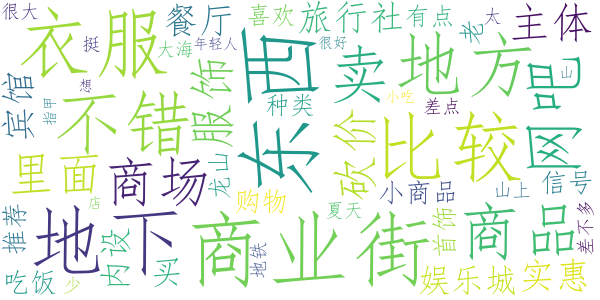 很大
餐厅
喜欢
旅行社
有点
老
太
主体
衣服
挺
大海
年轻人
很好
宾馆
想
指甲
不错
服饰
东西
卖
地方
吧
山
小吃
种类
差点
里面
商场
龙山
砍价
比较
网
小商品
山上
信号
购物
推荐
店
地下
内设
夏天
商业街
首饰
商品
差不多
地铁
吃饭
少
买
娱乐城
实惠